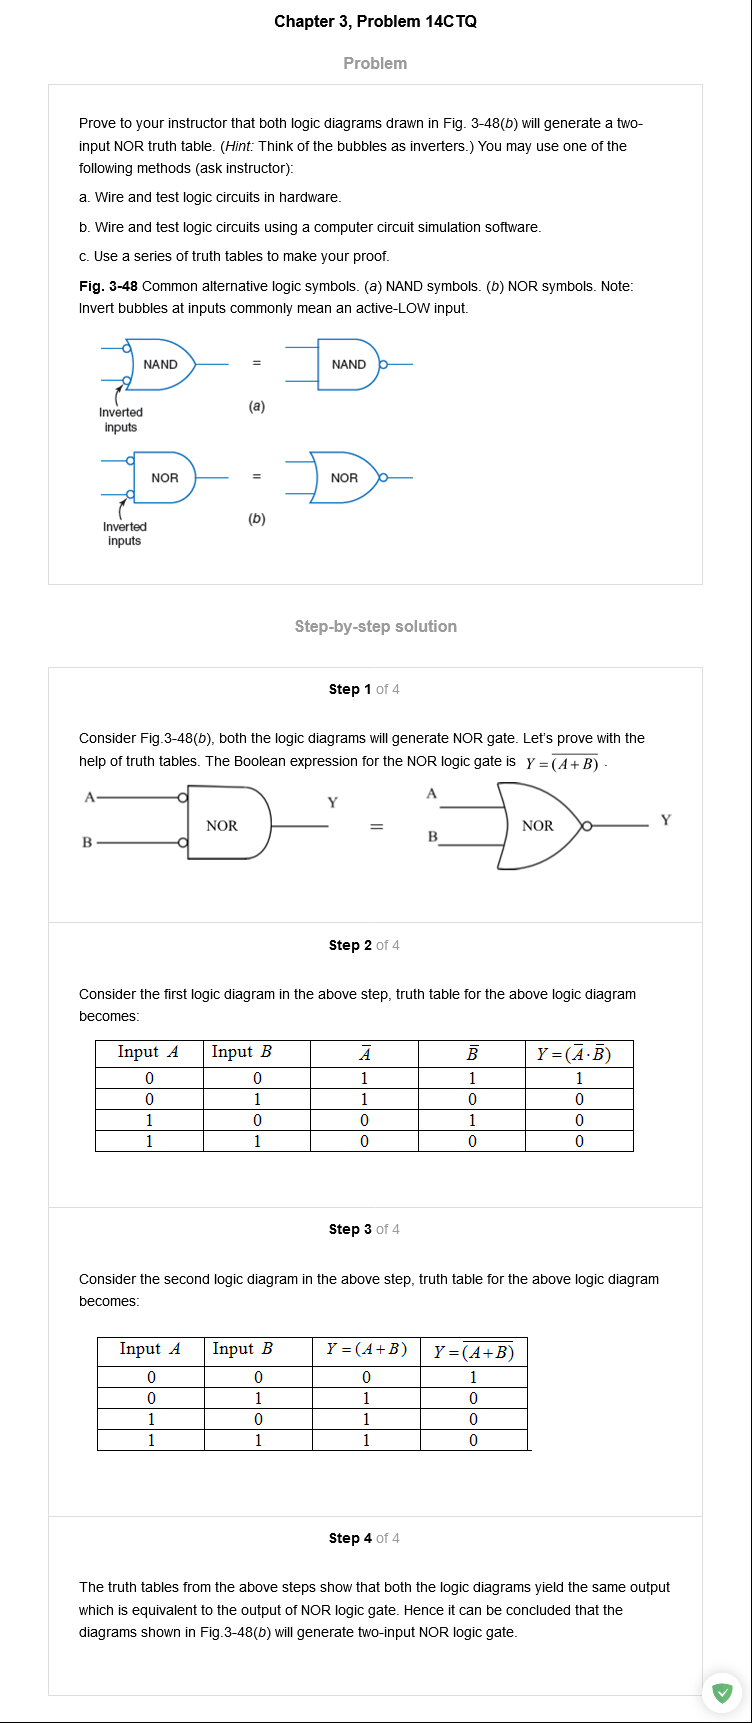 Chapter 3, Problem 14CTQ
Problem
Prove to your instructor that both logic diagrams drawn in Fig. 3-48(b) will generate a two-
input NOR truth table. (Hint: Think of the bubbles as inverters.) You may use one of the
following methods (ask instructor):
a. Wire and test logic circuits in hardware.
b. Wire and test logic circuits using a computer circuit simulation software.
c. Use a series of truth tables to make your proof.
Fig. 3-48 Common alternative logic symbols. (a) NAND symbols. (b) NOR symbols. Note:
Invert bubbles at inputs commonly mean an active-LOW input.
NAND = NAND
Inverted
inputs
(a)
NOR = NOR
Inverted
inputs
(b)
Step-by-step solution
Step 1 of 4
Consider Fig.3-48(b), both the logic diagrams will generate NOR gate. Let's prove with the
help of truth tables. The Boolean expression for the NOR logic gate is Y = \overline{(A+B)} .
A
B
NOR
Y
=
A
B
NOR
Y
Step 2 of 4
Consider the first logic diagram in the above step, truth table for the above logic diagram
becomes:
Input A Input B A̅ B̅ Y=(A̅·B̅)
0 0 1 1 1
0 1 1 0 0
1 0 0 1 0
1 1 0 0 0
Step 3 of 4
Consider the second logic diagram in the above step, truth table for the above logic diagram
becomes:
Input A Input B Y=(A+B) Y=\overline{(A+B)}
0 0 0 1
0 1 1 0
1 0 1 0
1 1 1 0
Step 4 of 4
The truth tables from the above steps show that both the logic diagrams yield the same output
which is equivalent to the output of NOR logic gate. Hence it can be concluded that the
diagrams shown in Fig.3-48(b) will generate two-input NOR logic gate.